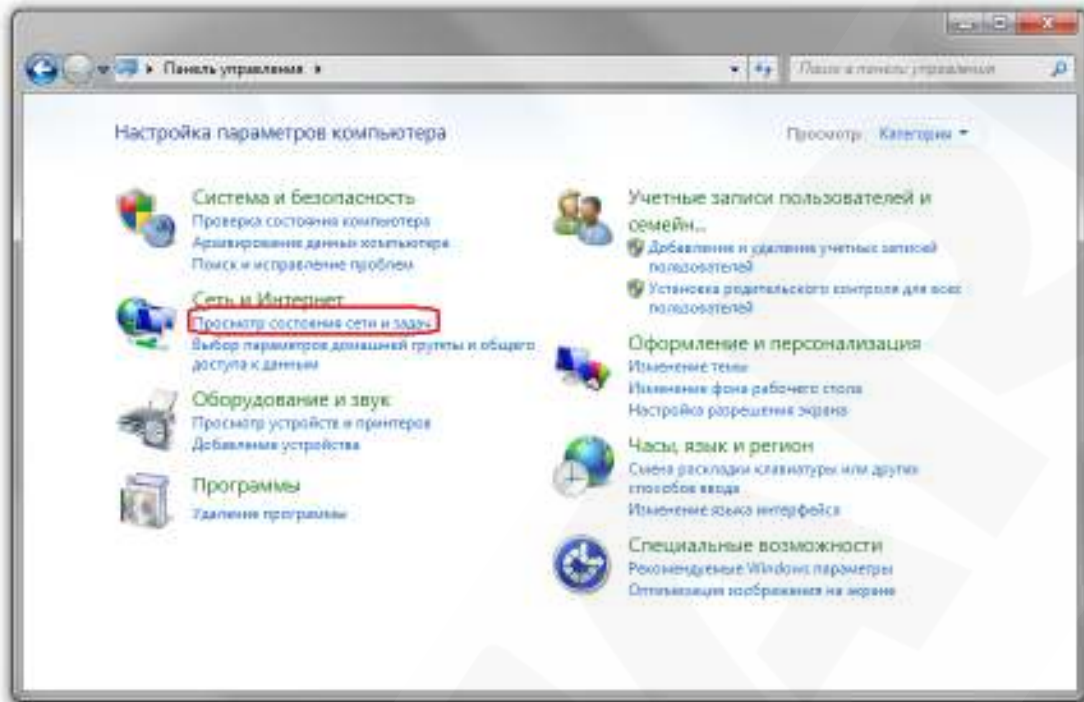 Панель управления
Поиск в панели управления
Настройка параметров компьютера
Просмотр: Категория
Система и безопасность
Проверка состояния компьютера
Архивирование данных компьютера
Поиск и исправление проблем
Сеть и Интернет
Просмотр состояния сети и задач
Выбор параметров домашней группы и общего
доступа к данным
Оборудование и звук
Просмотр устройств и принтеров
Добавление устройства
Программы
Удаление программы
Учетные записи пользователей и
семейн...
Добавление и удаление учетных записей
пользователей
Установка родительского контроля для всех
пользователей
Оформление и персонализация
Изменение темы
Изменение фона рабочего стола
Настройка разрешения экрана
Часы, язык и регион
Смена раскладки клавиатуры или других
способов ввода
Изменение языка интерфейса
Специальные возможности
Рекомендуемые Windows параметры
Оптимизация изображения на экране